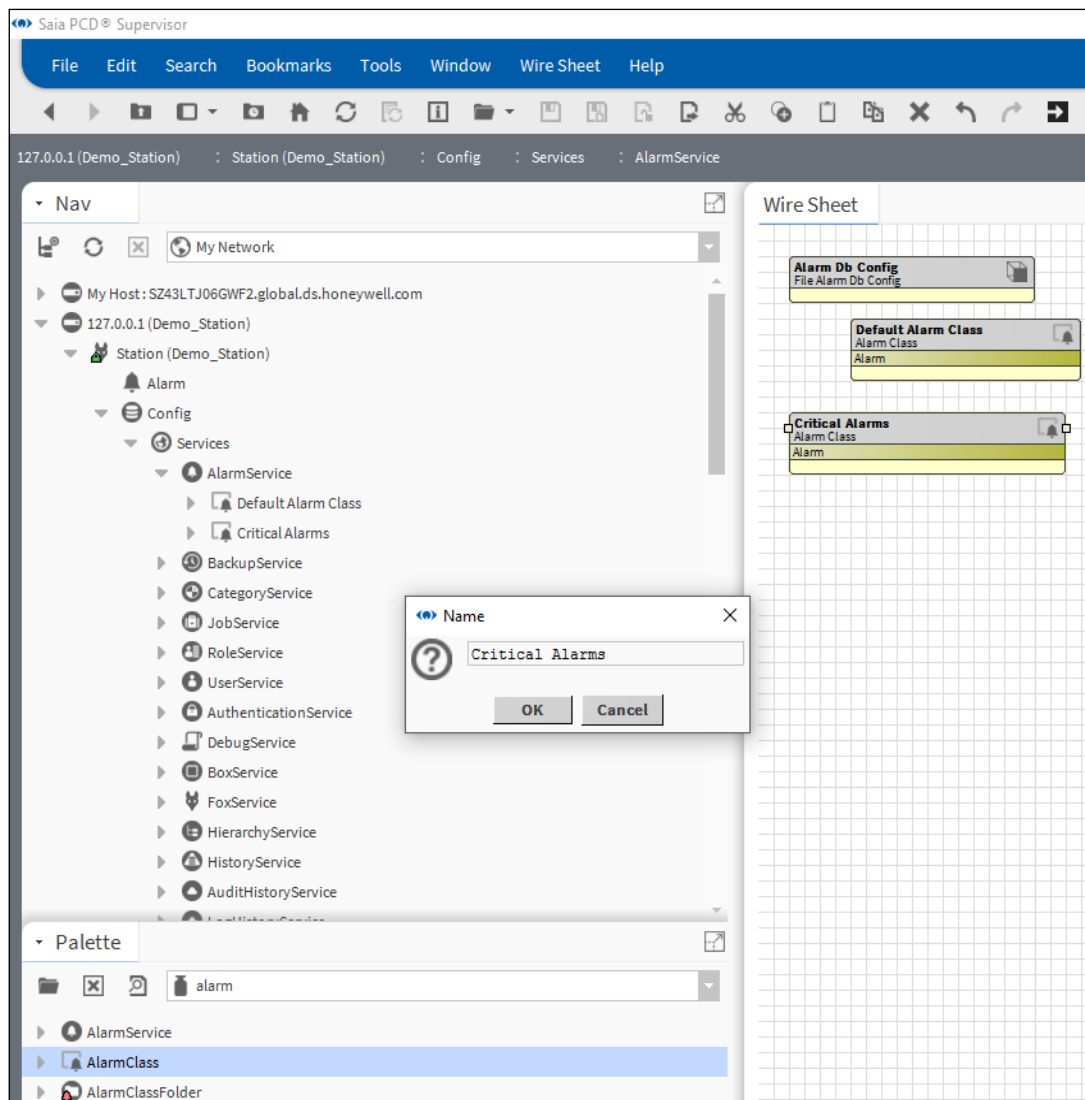 Saia PCD® Supervisor
File Edit Search Bookmarks Tools Window Wire Sheet Help
127.0.0.1 (Demo_Station) : Station (Demo_Station) : Config : Services : AlarmService
Nav
My Network
My Host : SZ43LTJ06GWF2.global.ds.honeywell.com
127.0.0.1 (Demo_Station)
Station (Demo_Station)
Alarm
Config
Services
AlarmService
Default Alarm Class
Critical Alarms
BackupService
CategoryService
JobService
RoleService
UserService
AuthenticationService
DebugService
BoxService
FoxService
HierarchyService
HistoryService
AuditHistoryService
Palette
alarm
AlarmService
AlarmClass
AlarmClassFolder
Name
Critical Alarms
OK Cancel
Wire Sheet
Alarm Db Config
File Alarm Db Config
Default Alarm Class
Alarm Class
Alarm
Critical Alarms
Alarm Class
Alarm